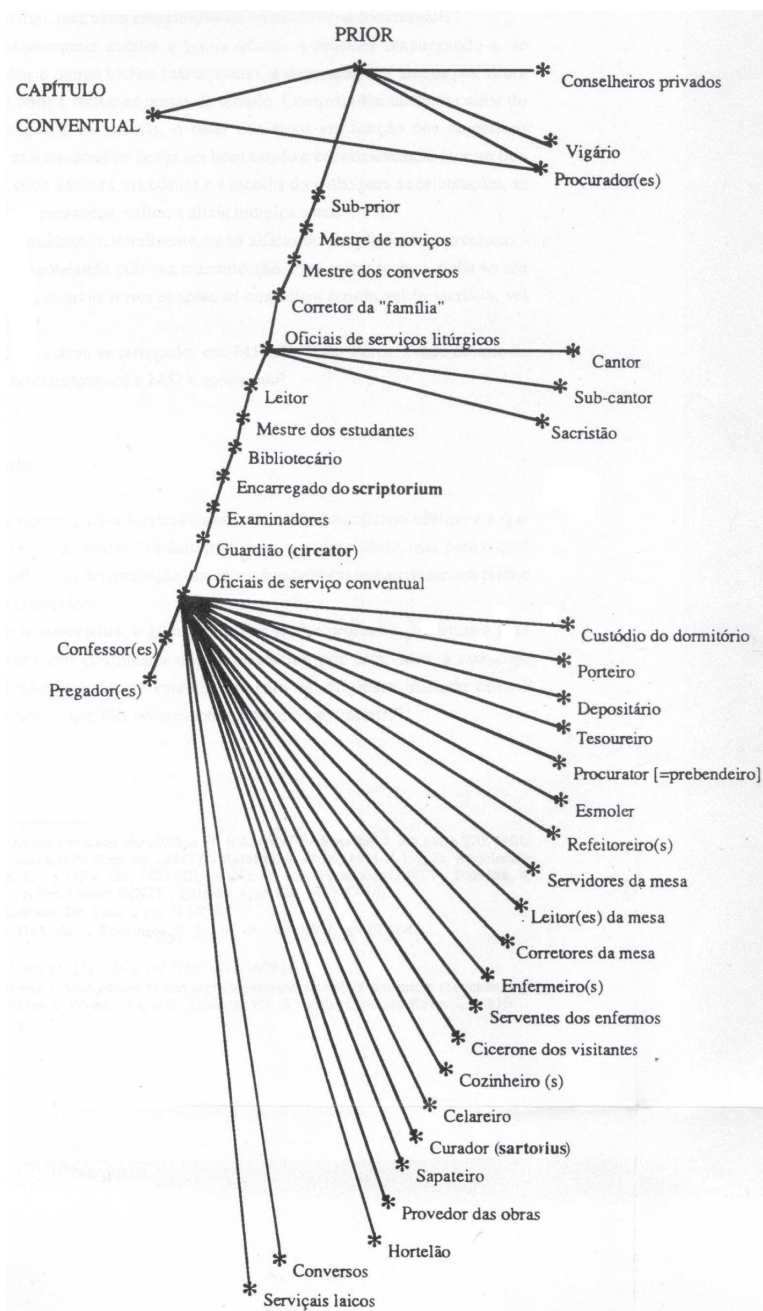 PRIOR
Conselheiros privados
CAPÍTULO
CONVENTUAL
Vigário
Procurador(es)
Sub-prior
Mestre de noviços
Mestre dos conversos
Corretor da "família"
Oficiais de serviços litúrgicos
Cantor
Sub-cantor
Sacristão
Leitor
Mestre dos estudantes
Bibliotecário
Encarregado do scriptorium
Examinadores
Guardião (circator)
Oficiais de serviço conventual
Confessor(es)
Pregador(es)
Custódio do dormitório
Porteiro
Depositário
Tesoureiro
Procurator [=prebendeiro]
Esmoler
Refeitoreiro(s)
Servidores da mesa
Leitor(es) da mesa
Corretores da mesa
Enfermeiro(s)
Serventes dos enfermos
Cicerone dos visitantes
Cozinheiro (s)
Celareiro
Curador (sartorius)
Sapateiro
Provedor das obras
Hortelão
Conversos
Serviçais laicos